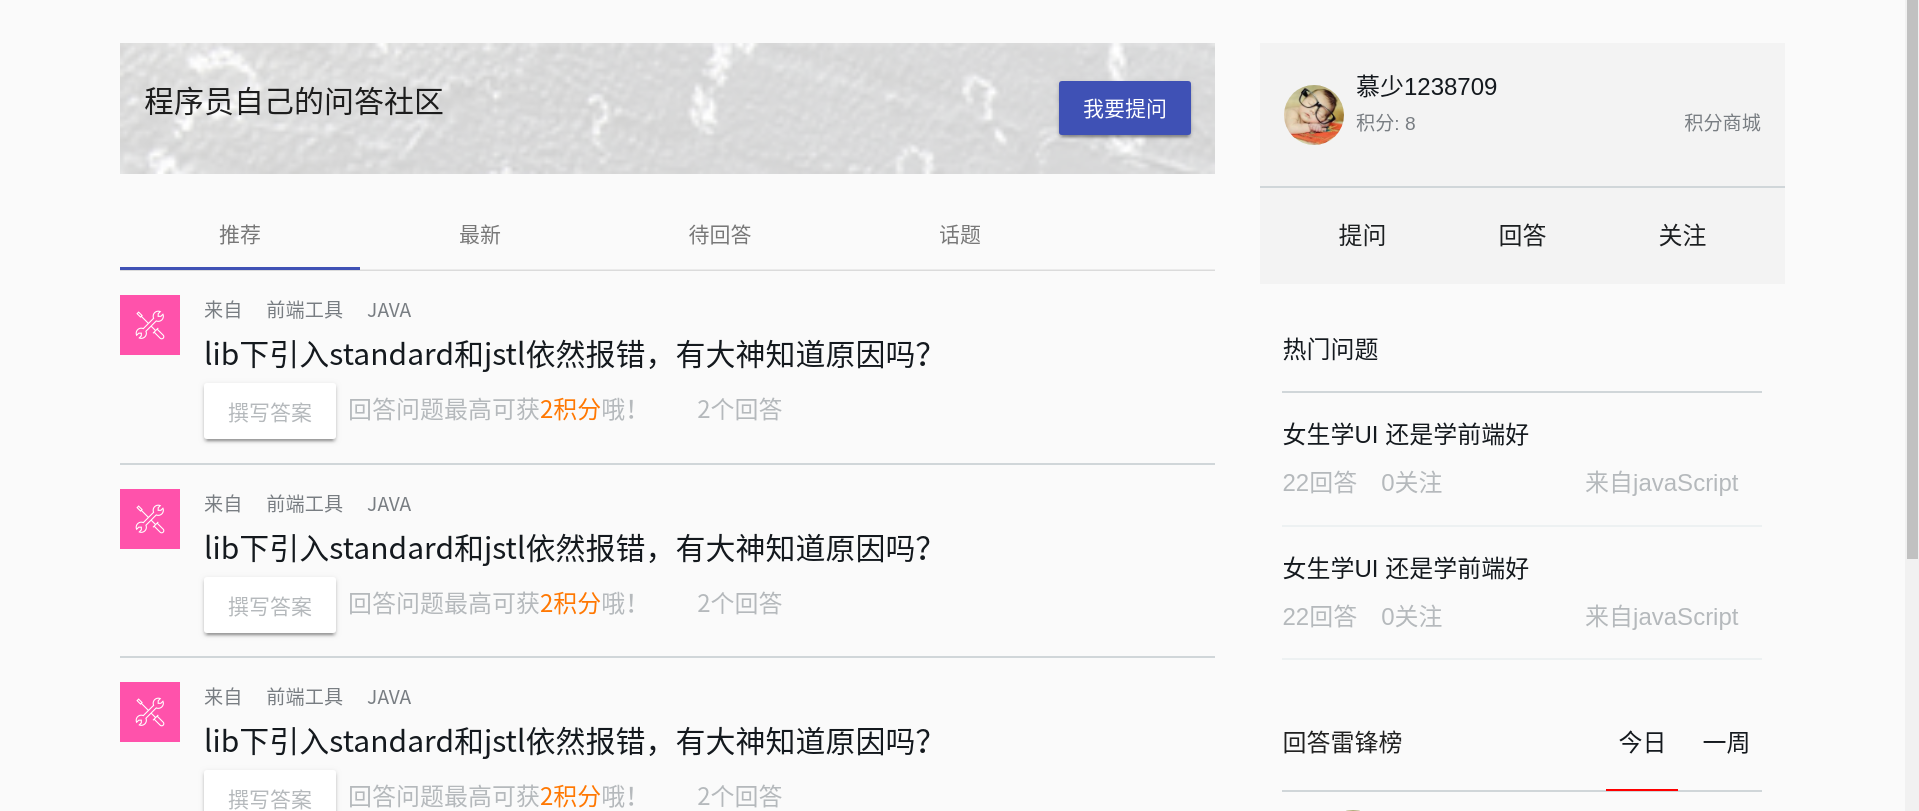 程序员自己的问答社区
我要提问
推荐 最新 待回答 话题
来自 前端工具 JAVA
lib下引入standard和jstl依然报错，有大神知道原因吗？
撰写答案 回答问题最高可获2积分哦！ 2个回答
来自 前端工具 JAVA
lib下引入standard和jstl依然报错，有大神知道原因吗？
撰写答案 回答问题最高可获2积分哦！ 2个回答
来自 前端工具 JAVA
lib下引入standard和jstl依然报错，有大神知道原因吗？
撰写答案 回答问题最高可获2积分哦！ 2个回答
慕少1238709
积分: 8 积分商城
提问 回答 关注
热门问题
女生学UI 还是学前端好
22回答 0关注 来自javaScript
女生学UI 还是学前端好
22回答 0关注 来自javaScript
回答雷锋榜 今日 一周